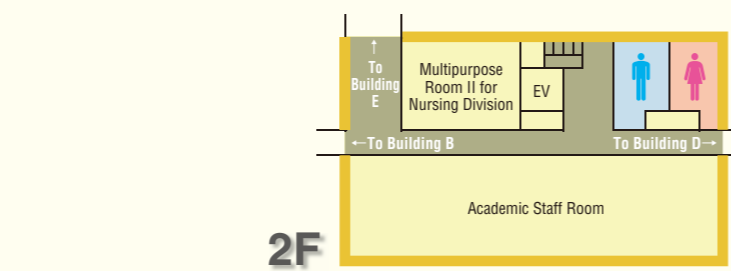 ↑
To
Building
E
Multipurpose
Room II for
Nursing Division
EV
←To Building B
To Building D→
Academic Staff Room
2F